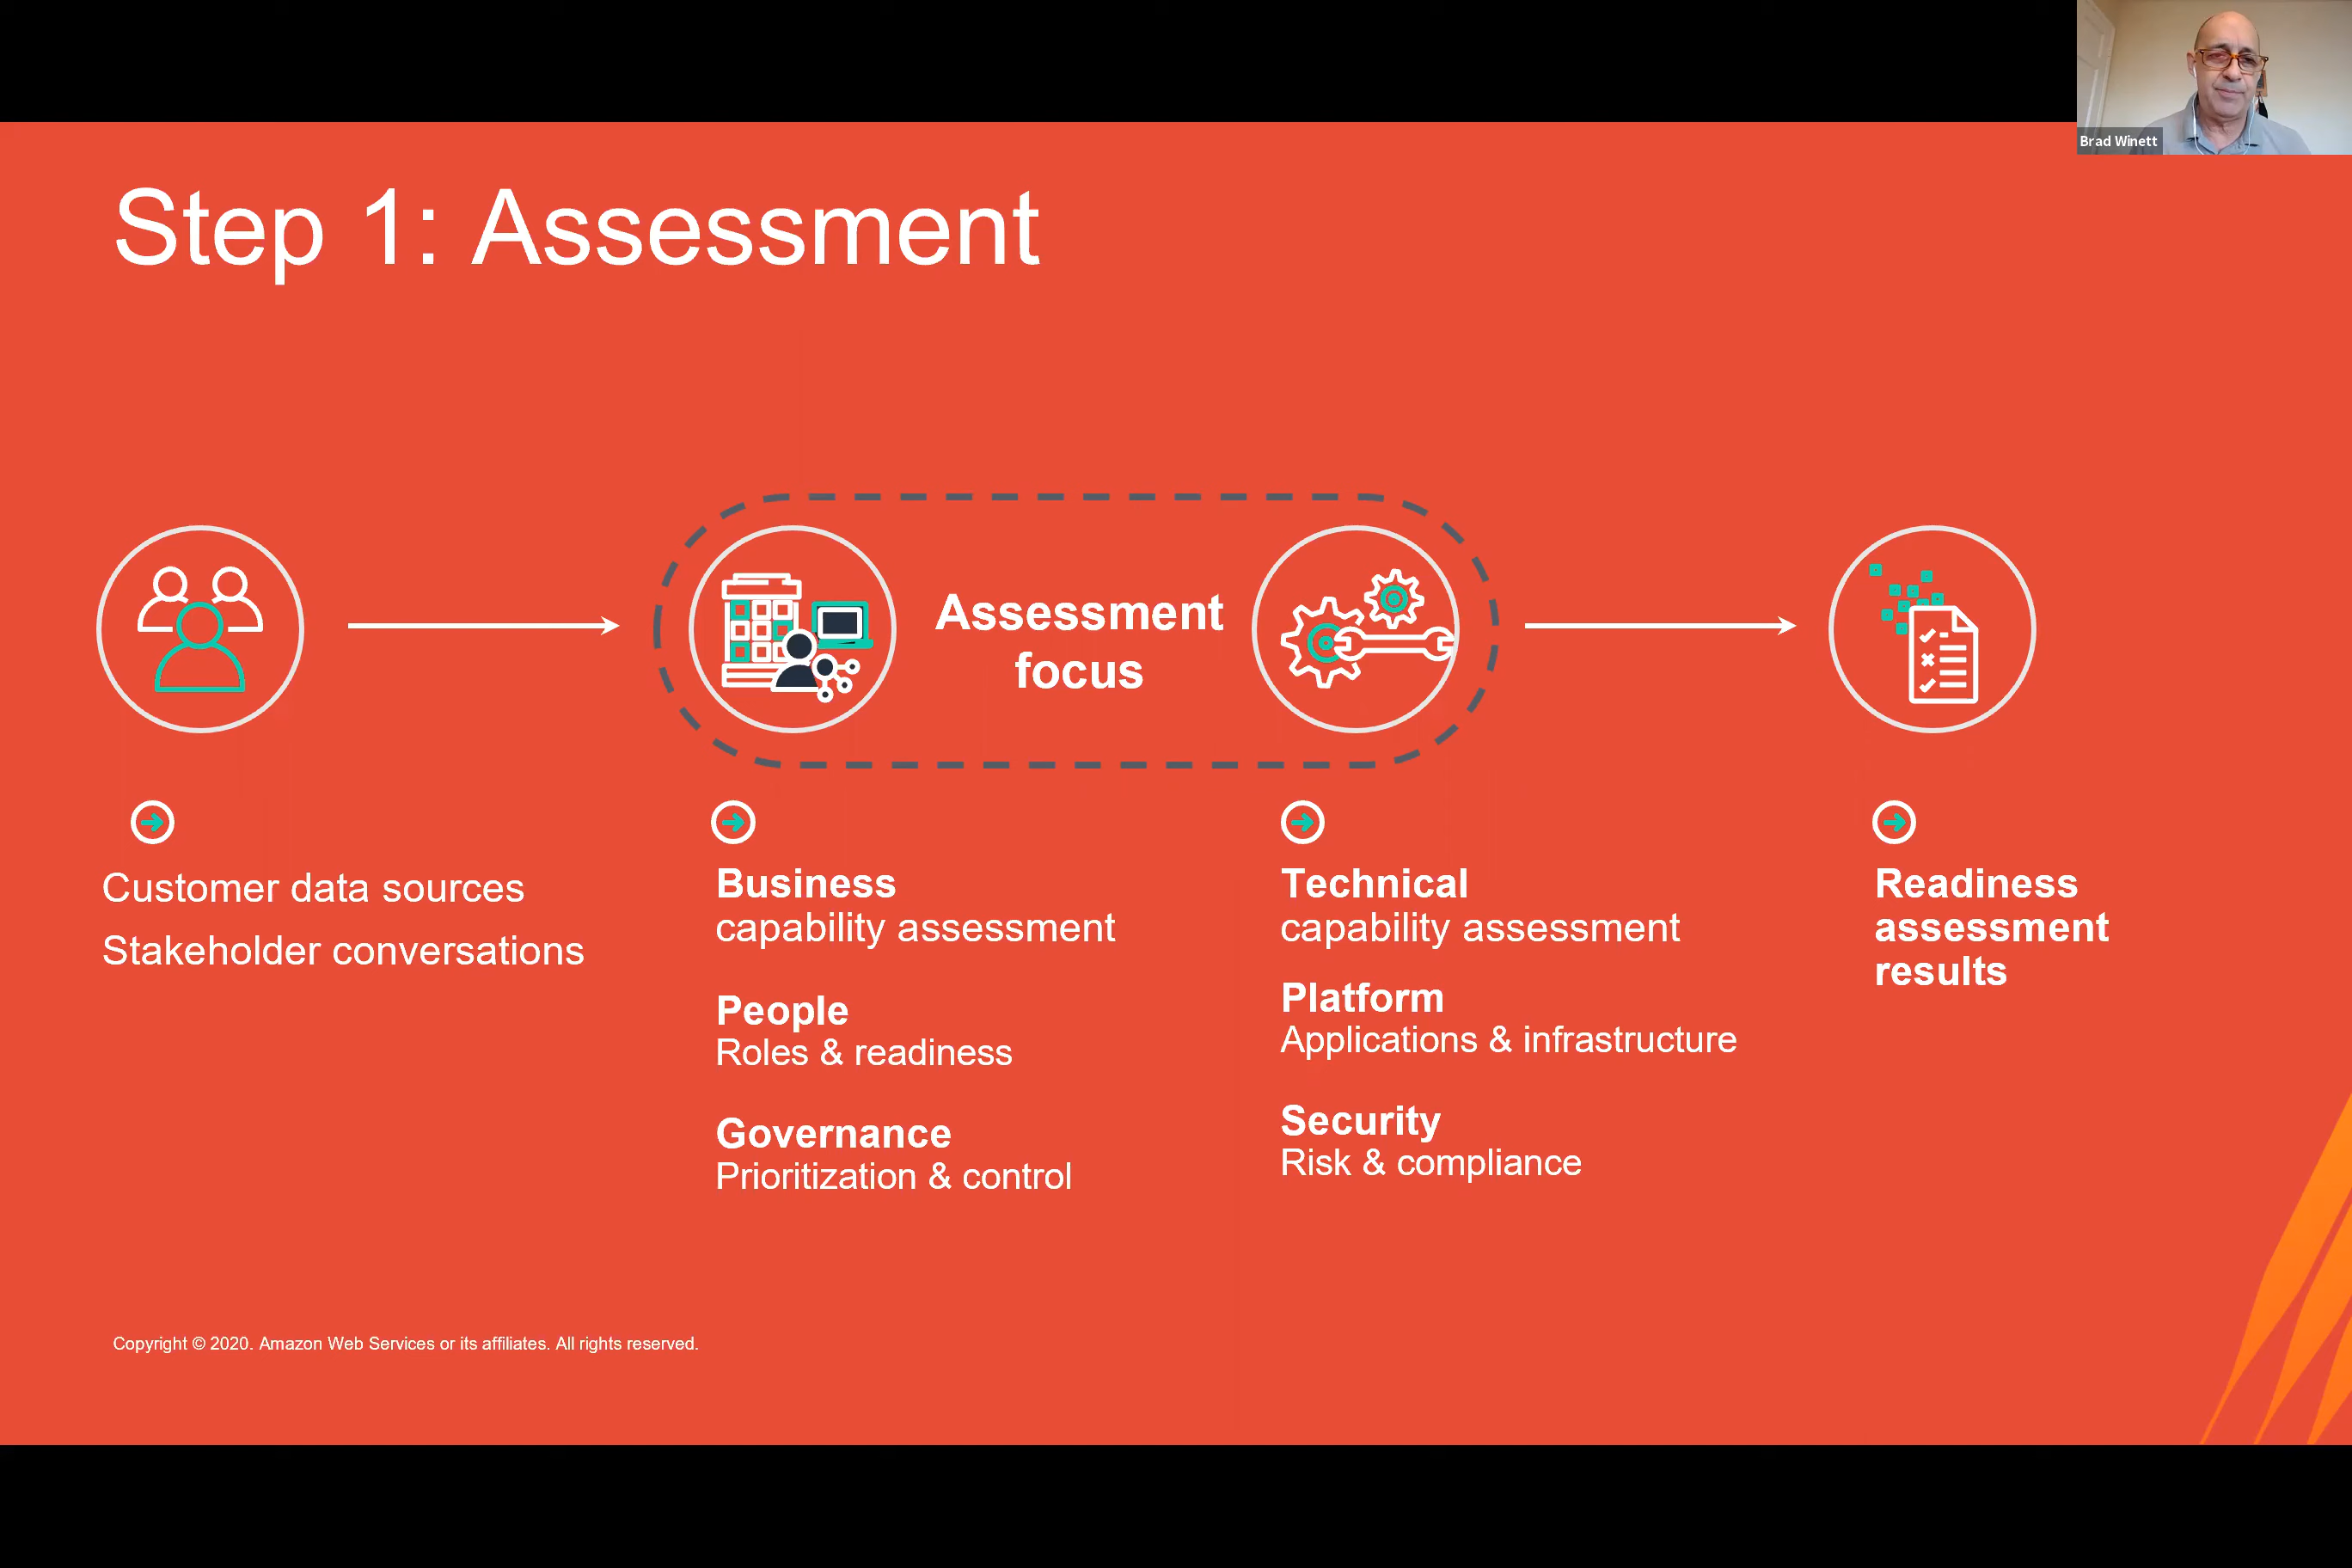 Brad Winett
Step 1: Assessment
Assessment
focus
Customer data sources
Stakeholder conversations
Business
capability assessment
People
Roles & readiness
Governance
Prioritization & control
Technical
capability assessment
Platform
Applications & infrastructure
Security
Risk & compliance
Readiness
assessment
results
Copyright © 2020. Amazon Web Services or its affiliates. All rights reserved.